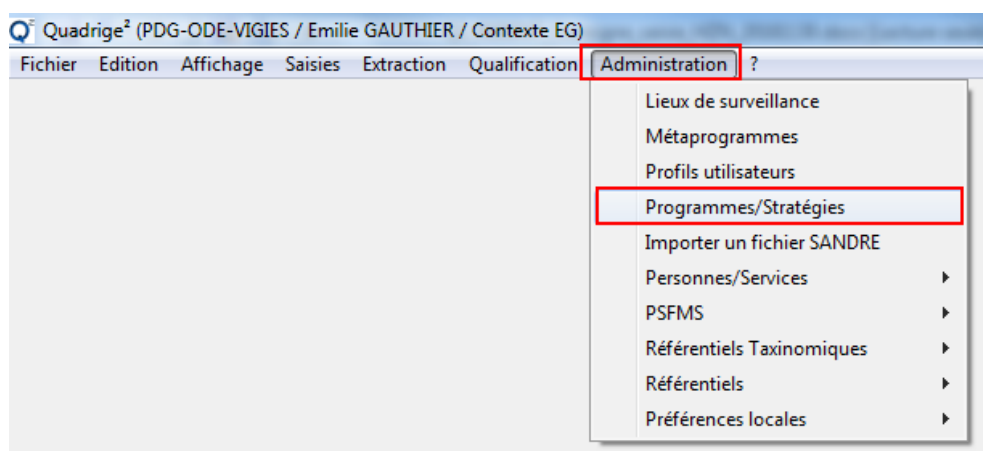 Quadrige² (PDG-ODE-VIGIES / Emilie GAUTHIER / Contexte EG)
Fichier Edition Affichage Saisies Extraction Qualification Administration ?
Lieux de surveillance
Métaprogrammes
Profils utilisateurs
Programmes/Stratégies
Importer un fichier SANDRE
Personnes/Services
PSFMS
Référentiels Taxinomiques
Référentiels
Préférences locales